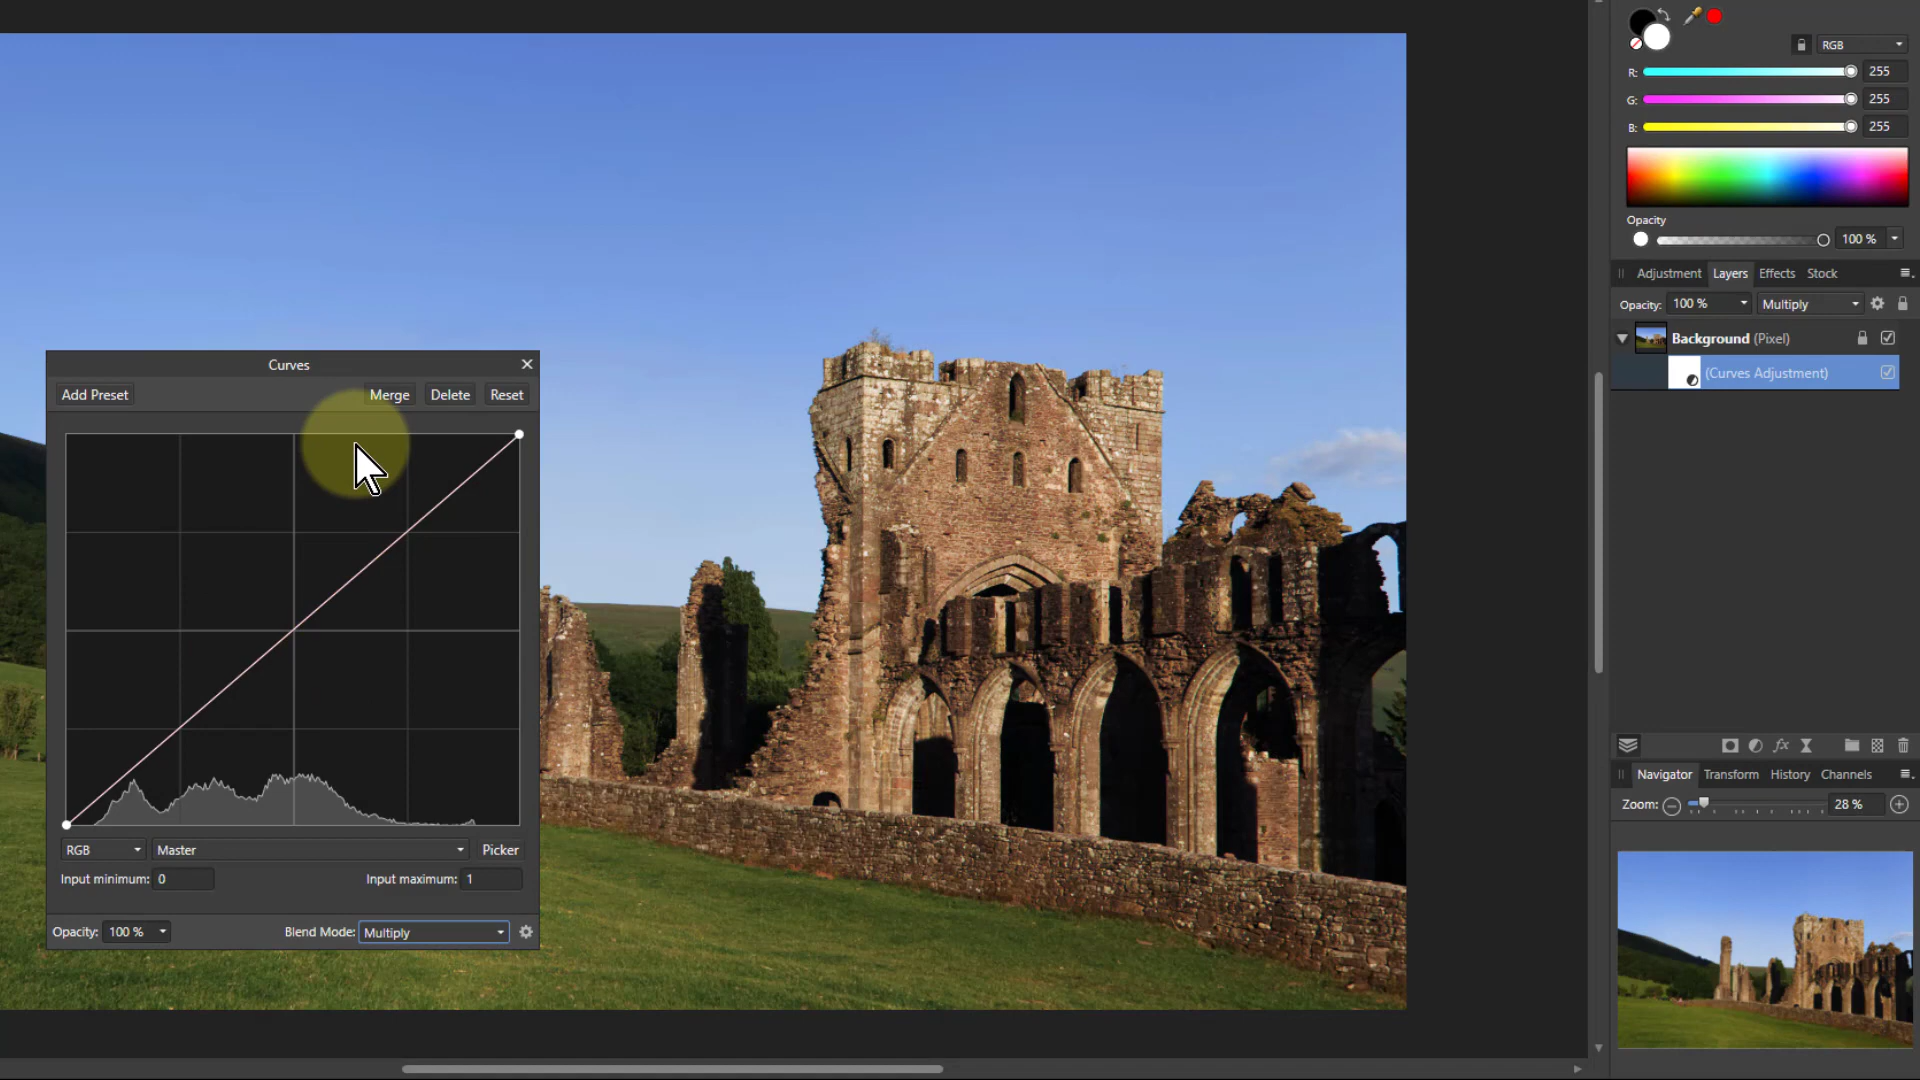 RGB
R: 255
G: 255
B: 255
Opacity
100 %
Adjustment Layers Effects Stock
Opacity: 100 % Multiply
Background (Pixel)
(Curves Adjustment)
Curves
Add Preset Merge Delete Reset
RGB Master Picker
Input minimum: 0 Input maximum: 1
Opacity: 100 % Blend Mode: Multiply
fx
Navigator Transform History Channels
Zoom: 28 %